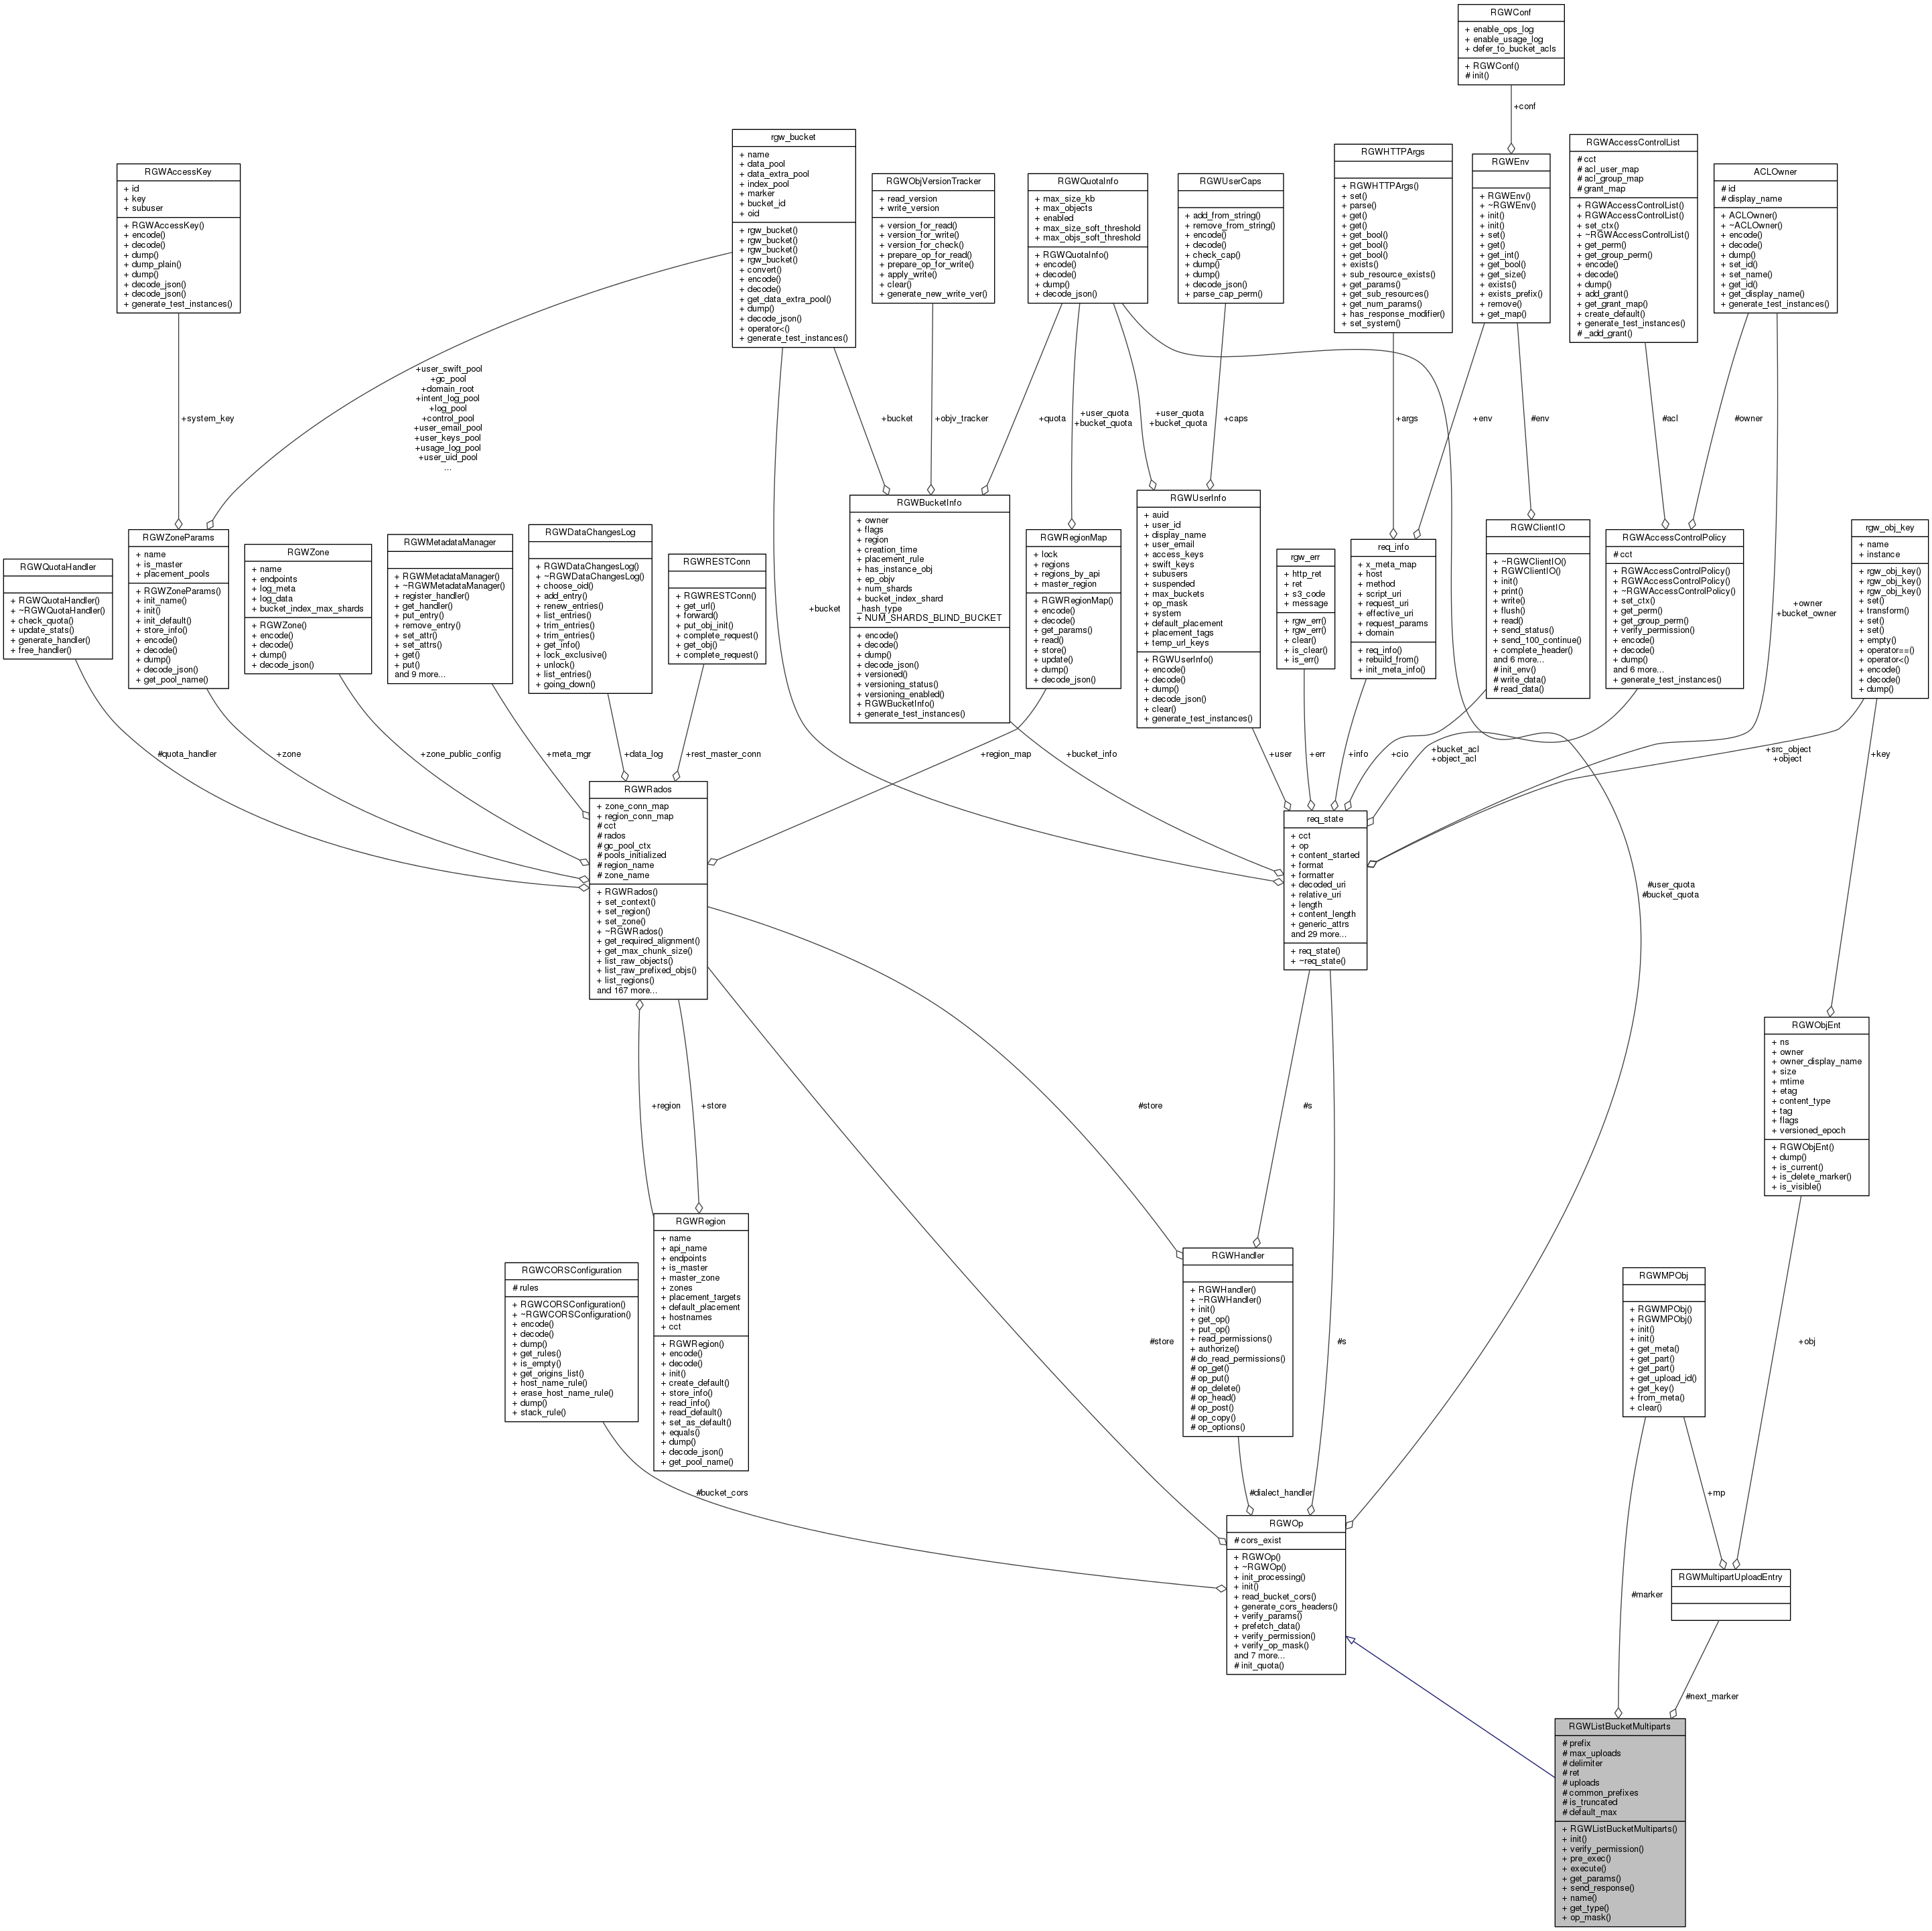 RGWConf
+ enable_ops_log
+ enable_usage_log
+ defer_to_bucket_acls
+ RGWConf()
# init()
+conf
rgw_bucket
+ name
+ data_pool
+ data_extra_pool
+ index_pool
+ marker
+ bucket_id
+ oid
+ rgw_bucket()
+ rgw_bucket()
+ rgw_bucket()
+ rgw_bucket()
+ convert()
+ encode()
+ decode()
+ get_data_extra_pool()
+ dump()
+ decode_json()
+ operator<()
+ generate_test_instances()
RGWAccessKey
+ id
+ key
+ subuser
+ RGWAccessKey()
+ encode()
+ decode()
+ dump()
+ dump_plain()
+ dump()
+ decode_json()
+ decode_json()
+ generate_test_instances()
RGWObjVersionTracker
+ read_version
+ write_version
+ version_for_read()
+ version_for_write()
+ version_for_check()
+ prepare_op_for_read()
+ prepare_op_for_write()
+ apply_write()
+ clear()
+ generate_new_write_ver()
RGWQuotaInfo
+ max_size_kb
+ max_objects
+ enabled
+ max_size_soft_threshold
+ max_objs_soft_threshold
+ RGWQuotaInfo()
+ encode()
+ decode()
+ dump()
+ decode_json()
RGWUserCaps
+ add_from_string()
+ remove_from_string()
+ encode()
+ decode()
+ check_cap()
+ dump()
+ dump()
+ decode_json()
+ parse_cap_perm()
RGWHTTPArgs
+ RGWHTTPArgs()
+ set()
+ parse()
+ get()
+ get()
+ get_bool()
+ get_bool()
+ get_bool()
+ exists()
+ sub_resource_exists()
+ get_params()
+ get_sub_resources()
+ get_num_params()
+ has_response_modifier()
+ set_system()
RGWEnv
+ RGWEnv()
+ ~RGWEnv()
+ init()
+ init()
+ set()
+ get()
+ get_int()
+ get_bool()
+ get_size()
+ exists()
+ exists_prefix()
+ remove()
+ get_map()
RGWAccessControlList
# cct
# acl_user_map
# acl_group_map
# grant_map
+ RGWAccessControlList()
+ RGWAccessControlList()
+ set_ctx()
+ ~RGWAccessControlList()
+ get_perm()
+ get_group_perm()
+ encode()
+ decode()
+ dump()
+ add_grant()
+ get_grant_map()
+ create_default()
+ generate_test_instances()
# _add_grant()
ACLOwner
# id
# display_name
+ ACLOwner()
+ ~ACLOwner()
+ encode()
+ decode()
+ dump()
+ set_id()
+ set_name()
+ get_id()
+ get_display_name()
+ generate_test_instances()
+system_key
+user_swift_pool
+gc_pool
+domain_root
+intent_log_pool
+log_pool
+control_pool
+user_email_pool
+user_keys_pool
+usage_log_pool
+user_uid_pool
...
+bucket
+objv_tracker
+quota
+user_quota
+bucket_quota
+user_quota
+bucket_quota
+caps
+args
+env
#env
#acl
#owner
RGWQuotaHandler
+ RGWQuotaHandler()
+ ~RGWQuotaHandler()
+ check_quota()
+ update_stats()
+ generate_handler()
+ free_handler()
RGWZoneParams
+ name
+ is_master
+ placement_pools
+ RGWZoneParams()
+ init_name()
+ init()
+ init_default()
+ store_info()
+ encode()
+ decode()
+ dump()
+ decode_json()
+ get_pool_name()
RGWZone
+ name
+ endpoints
+ log_meta
+ log_data
+ bucket_index_max_shards
+ RGWZone()
+ encode()
+ decode()
+ dump()
+ decode_json()
RGWMetadataManager
+ RGWMetadataManager()
+ ~RGWMetadataManager()
+ register_handler()
+ get_handler()
+ put_entry()
+ remove_entry()
+ set_attr()
+ set_attrs()
+ get()
+ put()
and 9 more...
RGWDataChangesLog
+ RGWDataChangesLog()
+ ~RGWDataChangesLog()
+ choose_oid()
+ add_entry()
+ renew_entries()
+ list_entries()
+ trim_entries()
+ trim_entries()
+ get_info()
+ lock_exclusive()
+ unlock()
+ list_entries()
+ going_down()
RGWRESTConn
+ RGWRESTConn()
+ get_url()
+ forward()
+ put_obj_init()
+ complete_request()
+ get_obj()
+ complete_request()
+bucket
RGWBucketInfo
+ owner
+ flags
+ region
+ creation_time
+ placement_rule
+ has_instance_obj
+ ep_objv
+ num_shards
+ bucket_index_shard
_hash_type
+ NUM_SHARDS_BLIND_BUCKET
+ encode()
+ decode()
+ dump()
+ decode_json()
+ versioned()
+ versioning_status()
+ versioning_enabled()
+ RGWBucketInfo()
+ generate_test_instances()
RGWRegionMap
+ lock
+ regions
+ regions_by_api
+ master_region
+ RGWRegionMap()
+ encode()
+ decode()
+ get_params()
+ read()
+ store()
+ update()
+ dump()
+ decode_json()
RGWUserInfo
+ auid
+ user_id
+ display_name
+ user_email
+ access_keys
+ swift_keys
+ subusers
+ suspended
+ max_buckets
+ op_mask
+ system
+ default_placement
+ placement_tags
+ temp_url_keys
+ RGWUserInfo()
+ encode()
+ decode()
+ dump()
+ decode_json()
+ clear()
+ generate_test_instances()
rgw_err
+ http_ret
+ ret
+ s3_code
+ message
+ rgw_err()
+ rgw_err()
+ clear()
+ is_clear()
+ is_err()
req_info
+ x_meta_map
+ host
+ method
+ script_uri
+ request_uri
+ effective_uri
+ request_params
+ domain
+ req_info()
+ rebuild_from()
+ init_meta_info()
RGWClientIO
+ ~RGWClientIO()
+ RGWClientIO()
+ init()
+ print()
+ write()
+ flush()
+ read()
+ send_status()
+ send_100_continue()
+ complete_header()
and 6 more...
# init_env()
# write_data()
# read_data()
RGWAccessControlPolicy
# cct
+ RGWAccessControlPolicy()
+ RGWAccessControlPolicy()
+ ~RGWAccessControlPolicy()
+ set_ctx()
+ get_perm()
+ get_group_perm()
+ verify_permission()
+ encode()
+ decode()
+ dump()
and 6 more...
+ generate_test_instances()
+owner
+bucket_owner
rgw_obj_key
+ name
+ instance
+ rgw_obj_key()
+ rgw_obj_key()
+ rgw_obj_key()
+ set()
+ transform()
+ set()
+ set()
+ empty()
+ operator==()
+ operator<()
+ encode()
+ decode()
+ dump()
#quota_handler
+zone
+zone_public_config
+meta_mgr
+data_log
+rest_master_conn
+region_map
+bucket_info
+user
+err
+info
+cio
+bucket_acl
+object_acl
+src_object
+object
+key
RGWRados
+ zone_conn_map
+ region_conn_map
# cct
# rados
# gc_pool_ctx
# pools_initialized
# region_name
# zone_name
+ RGWRados()
+ set_context()
+ set_region()
+ set_zone()
+ ~RGWRados()
+ get_required_alignment()
+ get_max_chunk_size()
+ list_raw_objects()
+ list_raw_prefixed_objs()
+ list_regions()
and 167 more...
req_state
+ cct
+ op
+ content_started
+ format
+ formatter
+ decoded_uri
+ relative_uri
+ length
+ content_length
+ generic_attrs
and 29 more...
+ req_state()
+ ~req_state()
#user_quota
#bucket_quota
RGWObjEnt
+ ns
+ owner
+ owner_display_name
+ size
+ mtime
+ etag
+ content_type
+ tag
+ flags
+ versioned_epoch
+ RGWObjEnt()
+ dump()
+ is_current()
+ is_delete_marker()
+ is_visible()
+region
+store
#store
#s
RGWRegion
+ name
+ api_name
+ endpoints
+ is_master
+ master_zone
+ zones
+ placement_targets
+ default_placement
+ hostnames
+ cct
+ RGWRegion()
+ encode()
+ decode()
+ init()
+ create_default()
+ store_info()
+ read_info()
+ read_default()
+ set_as_default()
+ equals()
+ dump()
+ decode_json()
+ get_pool_name()
RGWCORSConfiguration
# rules
+ RGWCORSConfiguration()
+ ~RGWCORSConfiguration()
+ encode()
+ decode()
+ dump()
+ get_rules()
+ is_empty()
+ get_origins_list()
+ host_name_rule()
+ erase_host_name_rule()
+ dump()
+ stack_rule()
#store
RGWHandler
+ RGWHandler()
+ ~RGWHandler()
+ init()
+ get_op()
+ put_op()
+ read_permissions()
+ authorize()
# do_read_permissions()
# op_get()
# op_put()
# op_delete()
# op_head()
# op_post()
# op_copy()
# op_options()
#s
RGWMPObj
+ RGWMPObj()
+ RGWMPObj()
+ init()
+ init()
+ get_meta()
+ get_part()
+ get_part()
+ get_upload_id()
+ get_key()
+ from_meta()
+ clear()
+obj
#bucket_cors
#dialect_handler
+mp
RGWOp
# cors_exist
+ RGWOp()
+ ~RGWOp()
+ init_processing()
+ init()
+ read_bucket_cors()
+ generate_cors_headers()
+ verify_params()
+ prefetch_data()
+ verify_permission()
+ verify_op_mask()
and 7 more...
# init_quota()
#marker
RGWMultipartUploadEntry
#next_marker
RGWListBucketMultiparts
# prefix
# max_uploads
# delimiter
# ret
# uploads
# common_prefixes
# is_truncated
# default_max
+ RGWListBucketMultiparts()
+ init()
+ verify_permission()
+ pre_exec()
+ execute()
+ get_params()
+ send_response()
+ name()
+ get_type()
+ op_mask()